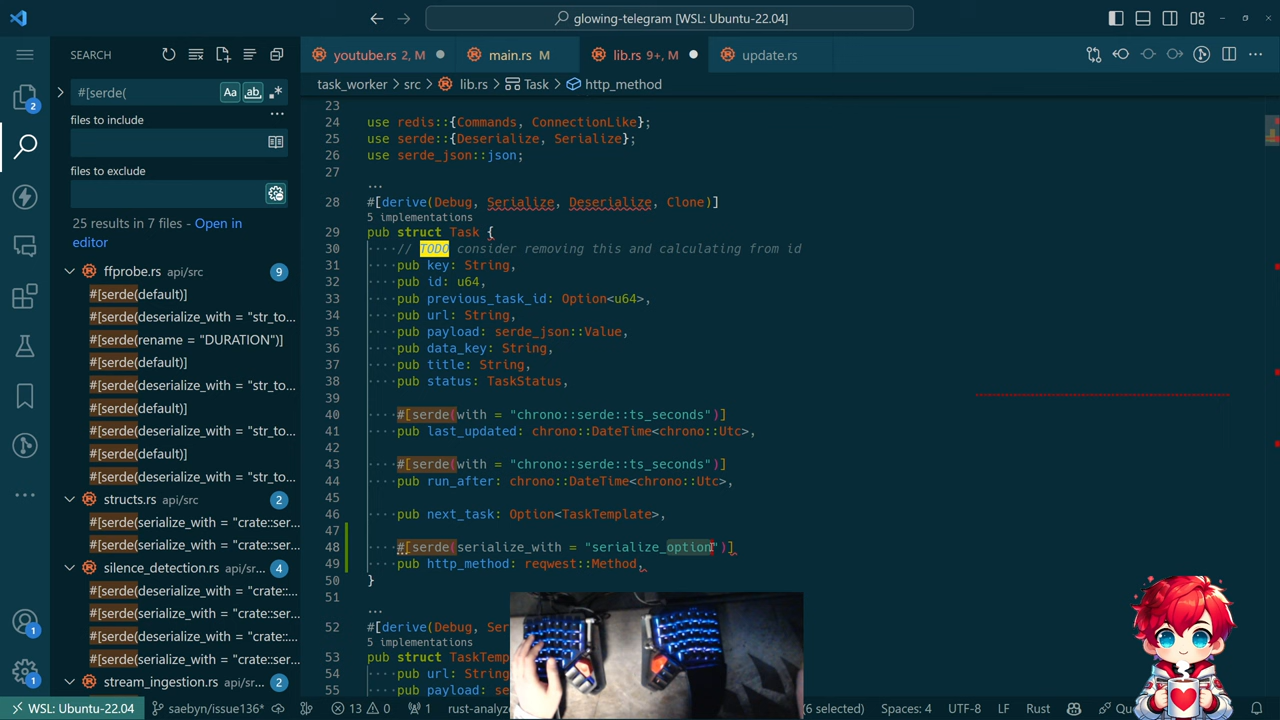 glowing-telegram [WSL: Ubuntu-22.04]
SEARCH
#[serde(
Aa
ab
files to include
files to exclude
25 results in 7 files - Open in
editor
ffprobe.rs api/src 9
#[serde(default)]
#[serde(deserialize_with = "str_to...
#[serde(rename = "DURATION")]
#[serde(default)]
#[serde(deserialize_with = "str_to...
#[serde(default)]
#[serde(deserialize_with = "str_to...
#[serde(default)]
#[serde(deserialize_with = "str_to...
structs.rs api/src 2
#[serde(serialize_with = "crate::ser...
#[serde(serialize_with = "crate::ser...
silence_detection.rs api/src 4
#[serde(deserialize_with = "crate::...
#[serde(serialize_with = "crate::ser...
#[serde(deserialize_with = "crate::...
#[serde(serialize_with = "crate::ser...
stream_ingestion.rs api/src 2
2
1
1
youtube.rs 2, M
main.rs M
lib.rs 9+, M
update.rs
task_worker > src > lib.rs > Task > http_method
23
24 use redis::{Commands, ConnectionLike};
25 use serde::{Deserialize, Serialize};
26 use serde_json::json;
27
...
28 #[derive(Debug, Serialize, Deserialize, Clone)]
5 implementations
29 pub struct Task {
30 // TODO consider removing this and calculating from id
31 pub key: String,
32 pub id: u64,
33 pub previous_task_id: Option<u64>,
34 pub url: String,
35 pub payload: serde_json::Value,
36 pub data_key: String,
37 pub title: String,
38 pub status: TaskStatus,
39
40 #[serde(with = "chrono::serde::ts_seconds")]
41 pub last_updated: chrono::DateTime<chrono::Utc>,
42
43 #[serde(with = "chrono::serde::ts_seconds")]
44 pub run_after: chrono::DateTime<chrono::Utc>,
45
46 pub next_task: Option<TaskTemplate>,
47
48 #[serde(serialize_with = "serialize_option")]
49 pub http_method: reqwest::Method,
50 }
51
...
52 #[derive(Debug, Se
5 implementations
53 pub struct TaskTemp
54 pub url: String
55 pub payload: se
WSL: Ubuntu-22.04
saebyn/issue136*
13 0
1
rust-analyz
(6 selected)
Spaces: 4
UTF-8
LF
Rust